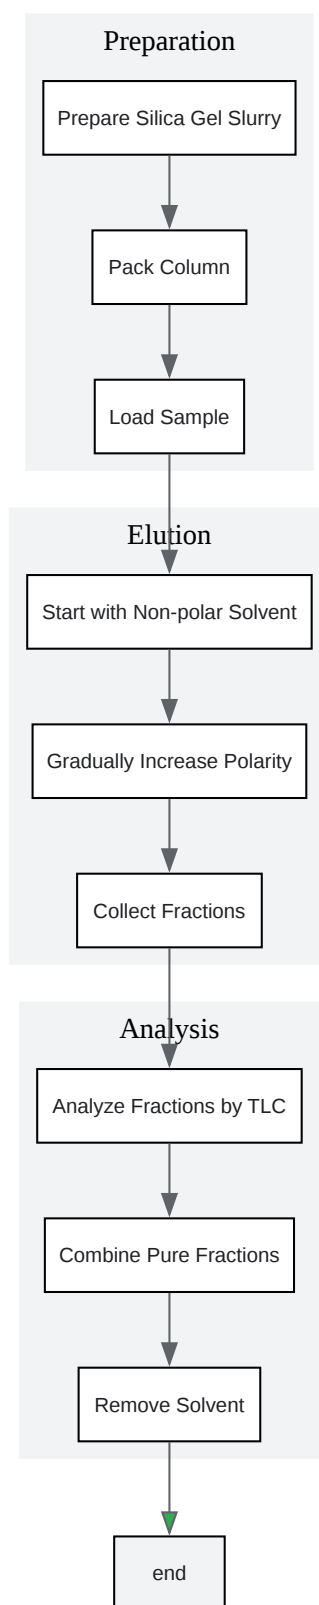 Preparation
Prepare Silica Gel Slurry
Pack Column
Load Sample
Elution
Start with Non-polar Solvent
Gradually Increase Polarity
Collect Fractions
Analysis
Analyze Fractions by TLC
Combine Pure Fractions
Remove Solvent
end